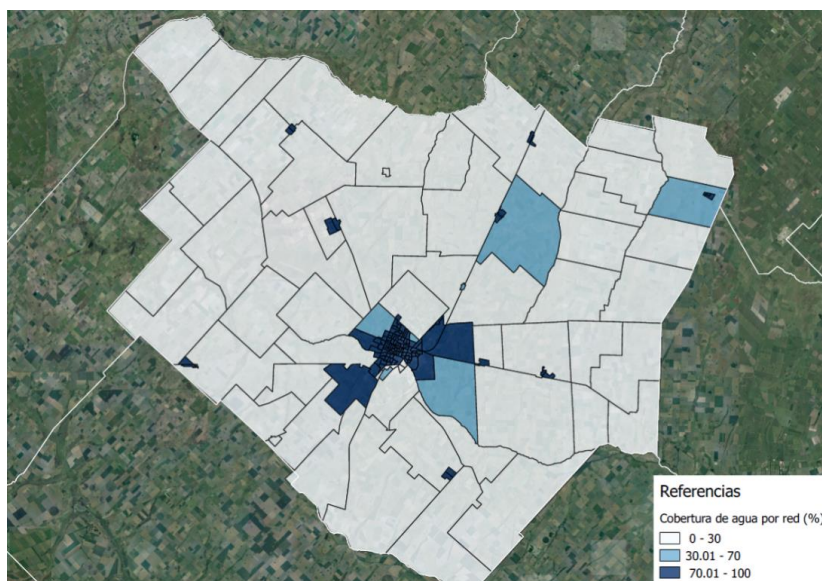 Referencias
Cobertura de agua por red (%)
0 - 30
30.01 - 70
70.01 - 100